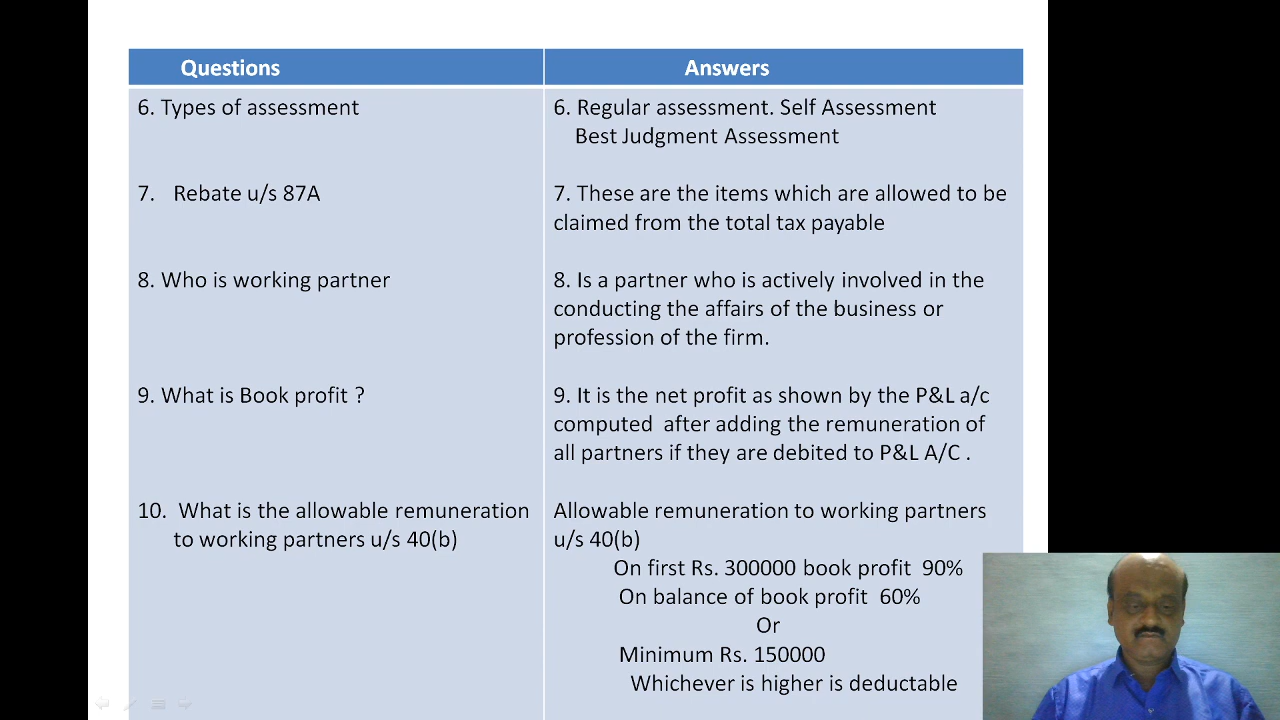 Questions
Answers
6. Types of assessment
6. Regular assessment. Self Assessment
Best Judgment Assessment
7. Rebate u/s 87A
7. These are the items which are allowed to be
claimed from the total tax payable
8. Who is working partner
8. Is a partner who is actively involved in the
conducting the affairs of the business or
profession of the firm.
9. What is Book profit ?
9. It is the net profit as shown by the P&L a/c
computed after adding the remuneration of
all partners if they are debited to P&L A/C .
10. What is the allowable remuneration
to working partners u/s 40(b)
Allowable remuneration to working partners
u/s 40(b)
On first Rs. 300000 book profit 90%
On balance of book profit 60%
Or
Minimum Rs. 150000
Whichever is higher is deductable